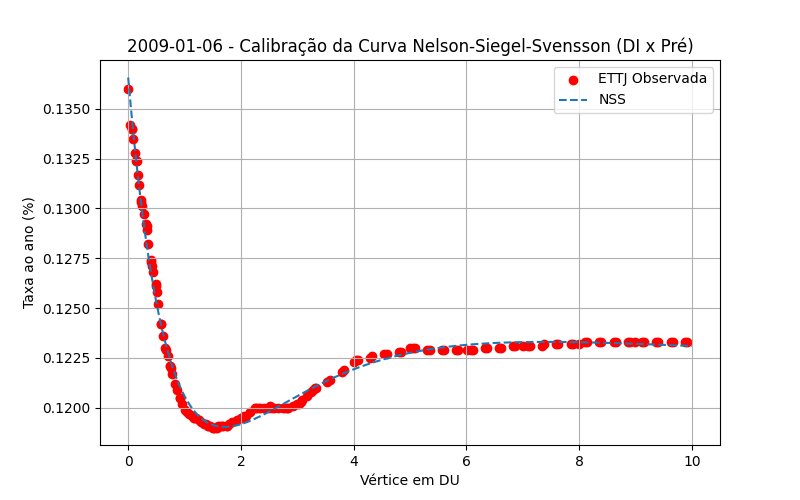 2009-01-06 - Calibração da Curva Nelson-Siegel-Svensson (DI x Pré)
ETTJ Observada
NSS
Taxa ao ano (%)
0.1350
0.1325
0.1300
0.1275
0.1250
0.1225
0.1200
0 2 4 6 8 10
Vértice em DU